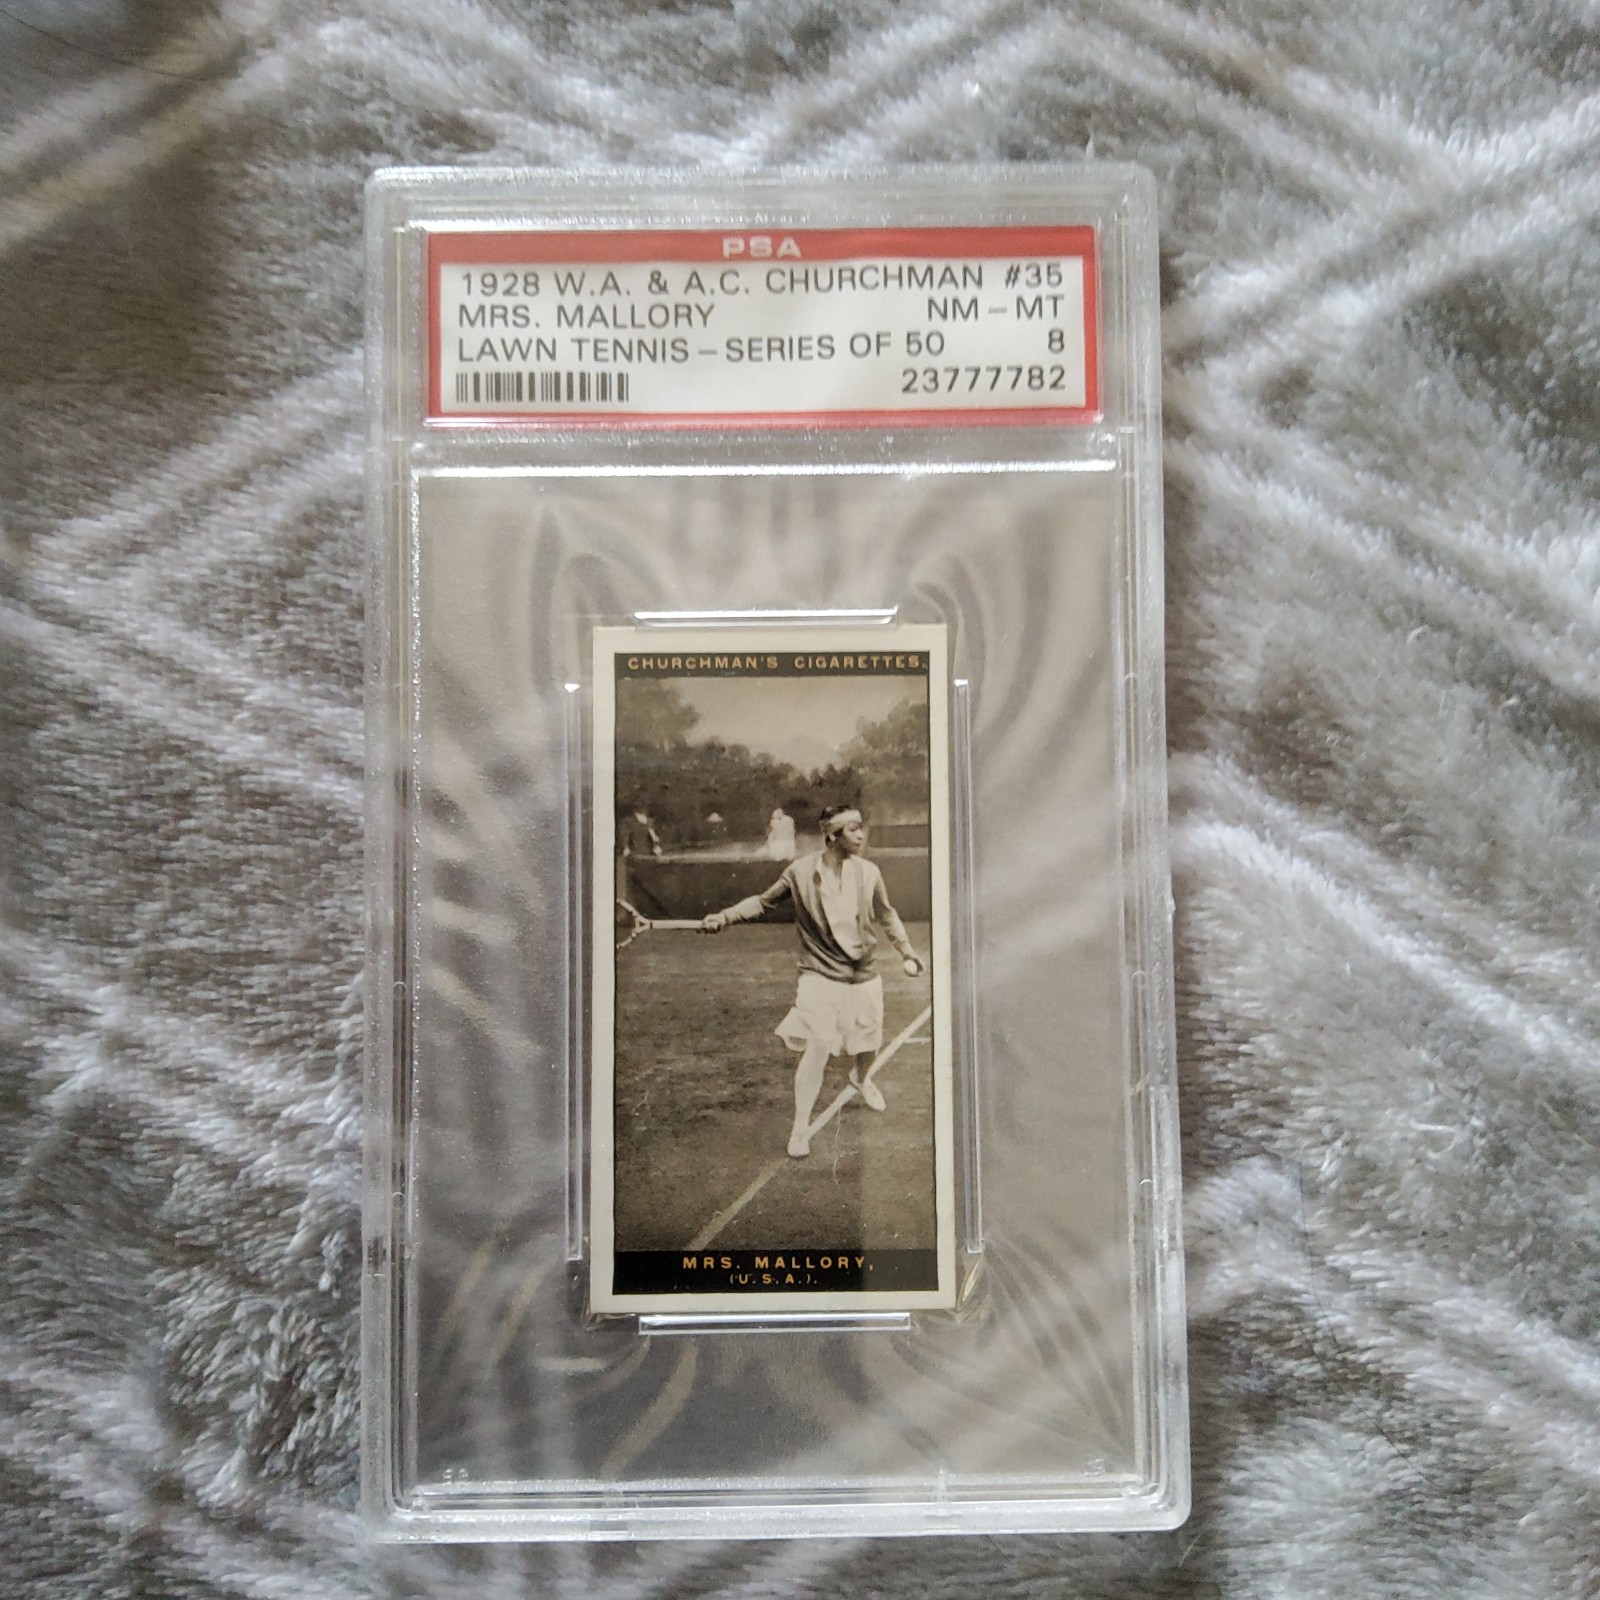 PSA
1928 W.A. & A.C. CHURCHMAN #35
MRS. MALLORY NM - MT
LAWN TENNIS - SERIES OF 50 8
23777782
CHURCHMAN'S CIGARETTES.
MRS. MALLORY,
(U.S.A.).